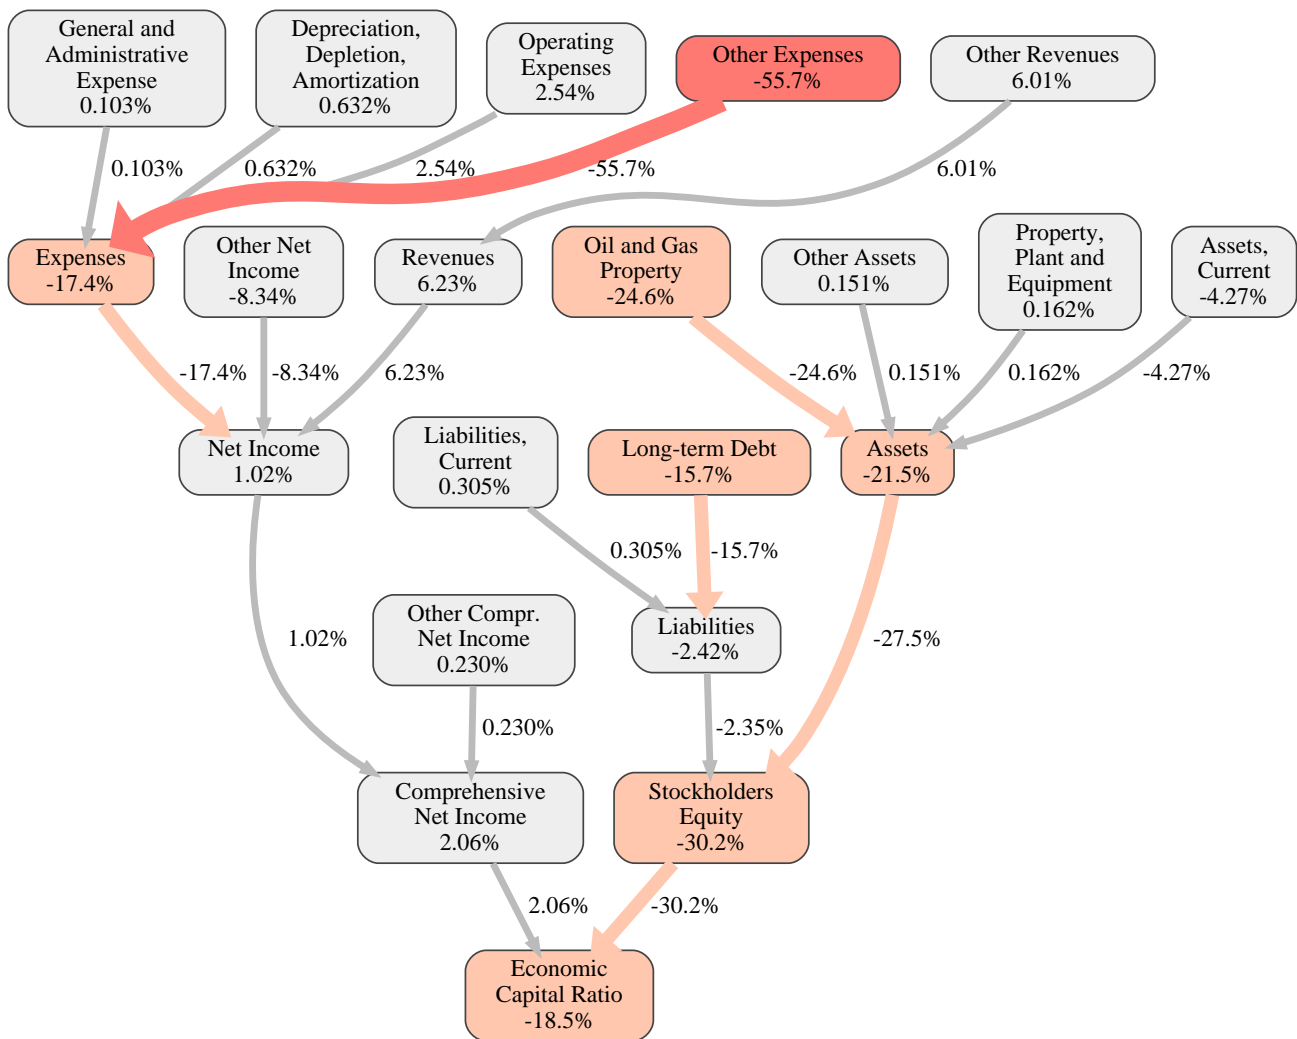 General and
Administrative
Expense
0.103%
Depreciation,
Depletion,
Amortization
0.632%
Operating
Expenses
2.54%
Other Expenses
-55.7%
Other Revenues
6.01%
0.103%
0.632%
2.54%
-55.7%
6.01%
Expenses
-17.4%
Other Net
Income
-8.34%
Revenues
6.23%
Oil and Gas
Property
-24.6%
Other Assets
0.151%
Property,
Plant and
Equipment
0.162%
Assets,
Current
-4.27%
-17.4%
-8.34%
6.23%
-24.6%
0.151%
0.162%
-4.27%
Net Income
1.02%
Liabilities,
Current
0.305%
Long-term Debt
-15.7%
Assets
-21.5%
0.305%
-15.7%
1.02%
Other Compr.
Net Income
0.230%
Liabilities
-2.42%
-27.5%
0.230%
-2.35%
Comprehensive
Net Income
2.06%
Stockholders
Equity
-30.2%
2.06%
-30.2%
Economic
Capital Ratio
-18.5%